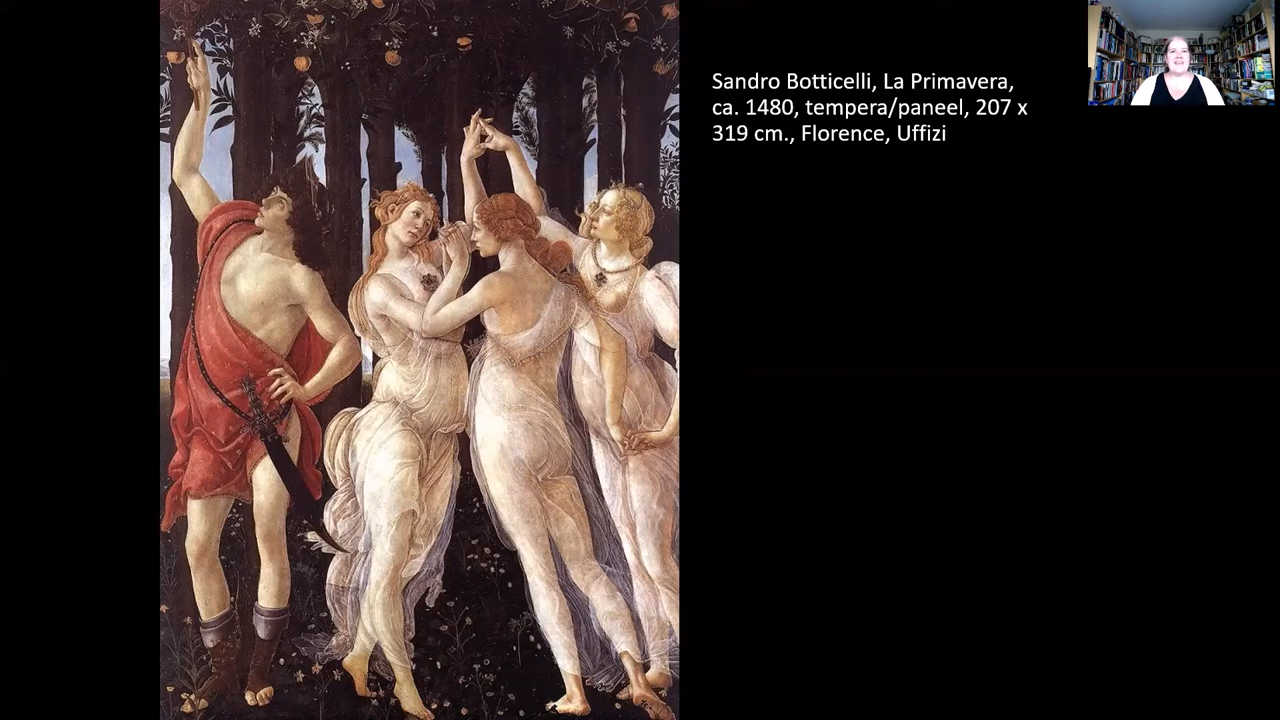 Sandro Botticelli, La Primavera,
ca. 1480, tempera/paneel, 207 x
319 cm., Florence, Uffizi